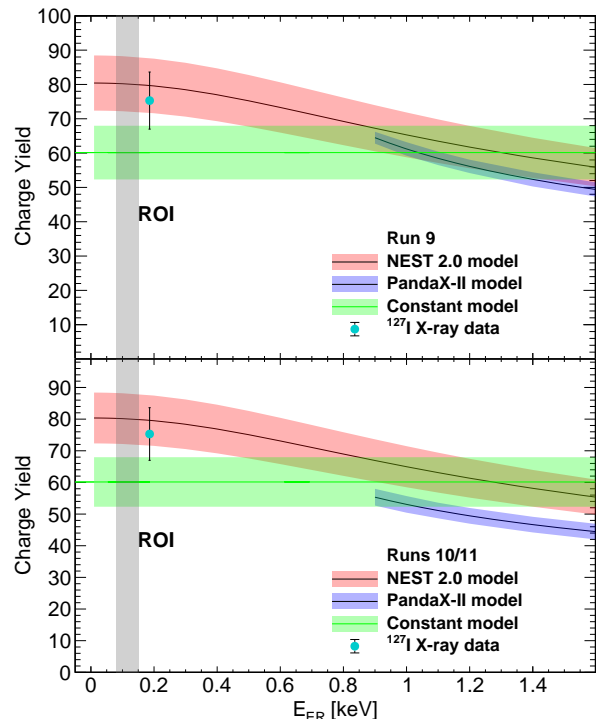 100
90
80
70
60
50
40
30
20
10
Charge Yield
ROI
Run 9
NEST 2.0 model
PandaX-II model
Constant model
¹²⁷I X-ray data
80
70
60
50
40
30
20
10
0
Charge Yield
ROI
Runs 10/11
NEST 2.0 model
PandaX-II model
Constant model
¹²⁷I X-ray data
0 0.2 0.4 0.6 0.8 1 1.2 1.4
E_ER [keV]